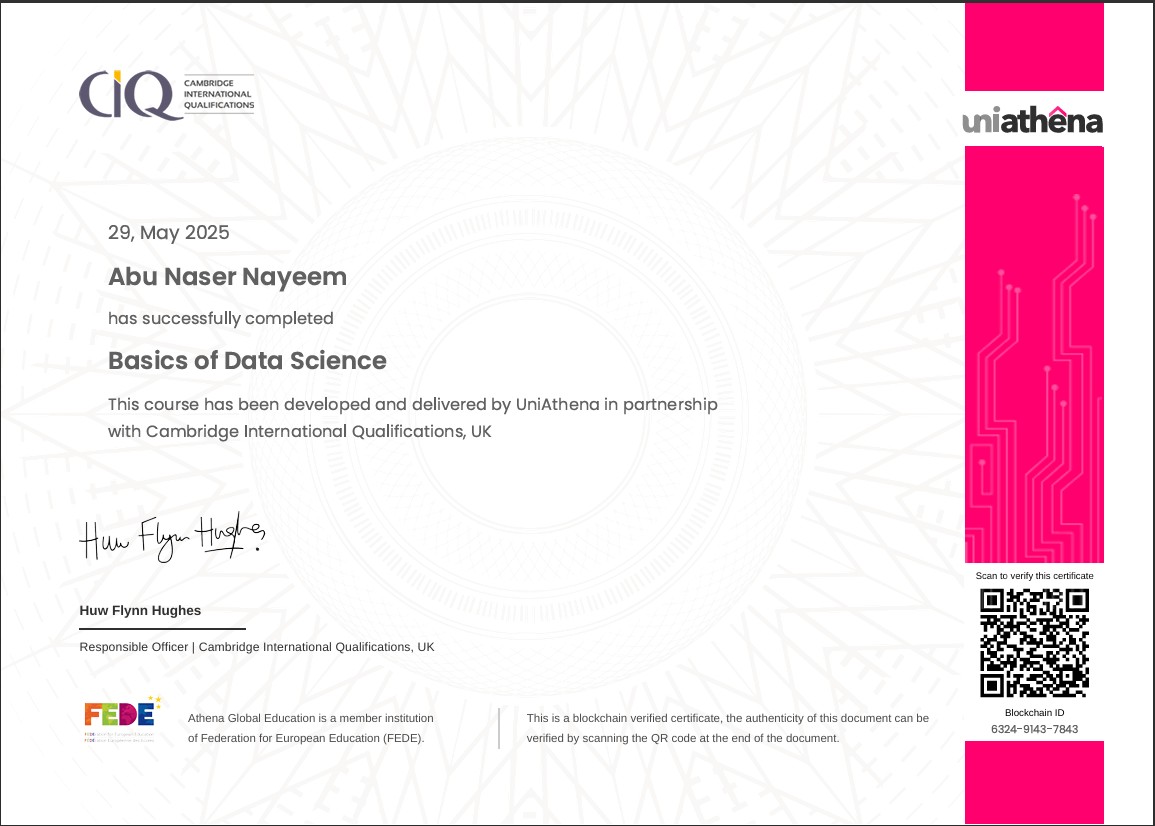 CIQ
CAMBRIDGE
INTERNATIONAL
QUALIFICATIONS
uniathêna
29, May 2025
Abu Naser Nayeem
has successfully completed
Basics of Data Science
This course has been developed and delivered by UniAthena in partnership
with Cambridge International Qualifications, UK
Huw Flynn Hughes
Huw Flynn Hughes
Responsible Officer | Cambridge International Qualifications, UK
Scan to verify this certificate
Blockchain ID
6324-9143-7843
FEDE
Athena Global Education is a member institution
of Federation for European Education (FEDE).
This is a blockchain verified certificate, the authenticity of this document can be
verified by scanning the QR code at the end of the document.